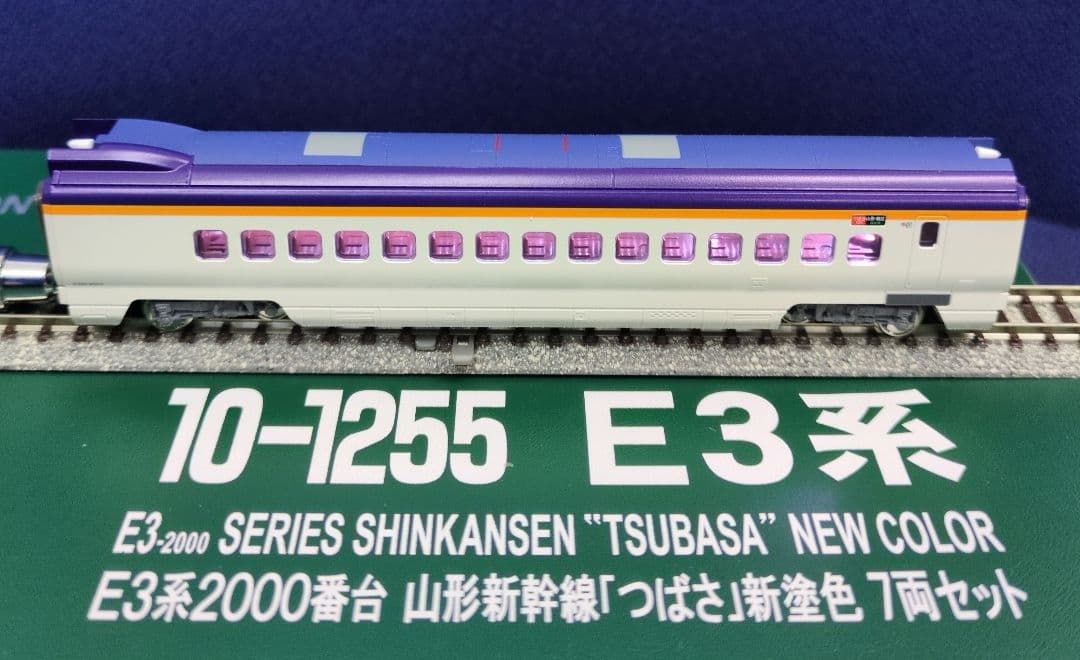 10-1255 E3系
E3-2000 SERIES SHINKANSEN “TSUBASA” NEW COLOR
E3系2000番台 山形新幹線「つばさ」新塗色 7両セット